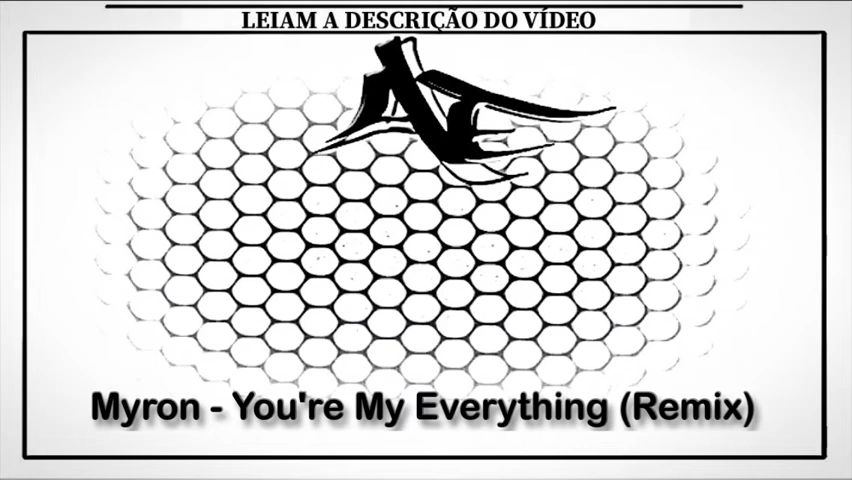 LEIAM A DESCRIÇÃO DO VÍDEO
Myron - You're My Everything (Remix)